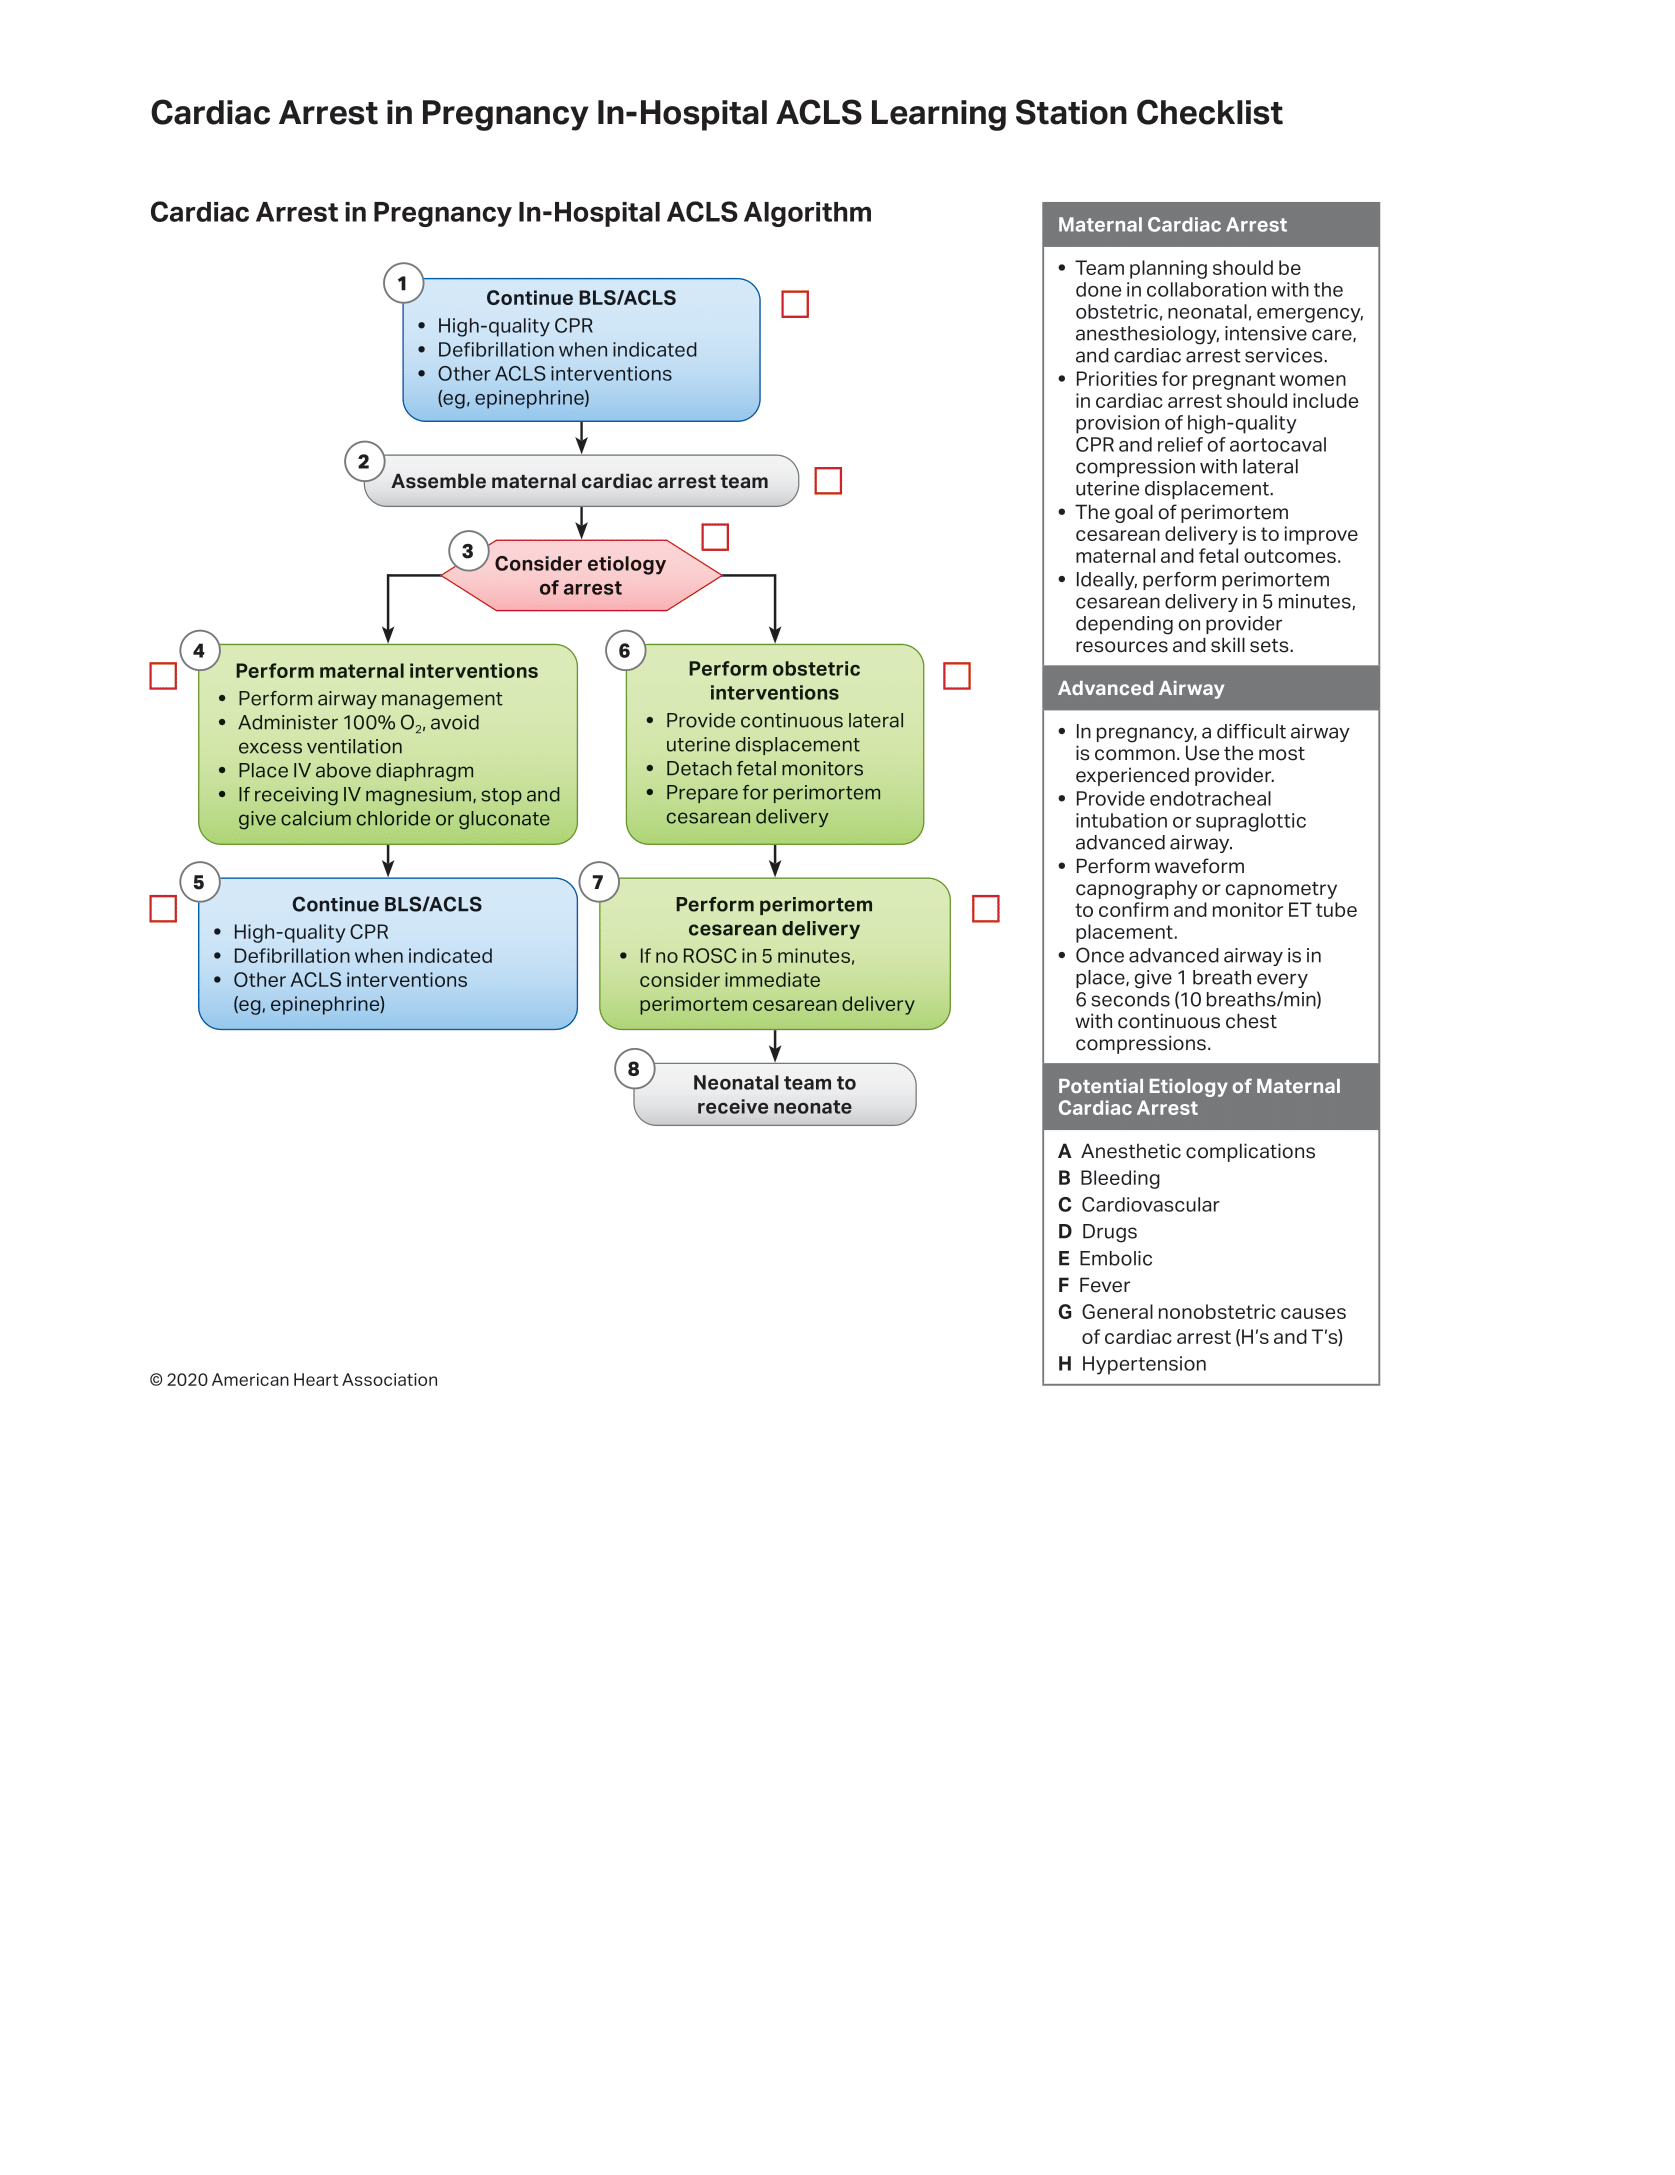 Cardiac Arrest in Pregnancy In-Hospital ACLS Learning Station Checklist
Cardiac Arrest in Pregnancy In-Hospital ACLS Algorithm
1
Continue BLS/ACLS
• High-quality CPR
• Defibrillation when indicated
• Other ACLS interventions
(eg, epinephrine)
2
Assemble maternal cardiac arrest team
3
Consider etiology
of arrest
4
Perform maternal interventions
• Perform airway management
• Administer 100% O₂, avoid
excess ventilation
• Place IV above diaphragm
• If receiving IV magnesium, stop and
give calcium chloride or gluconate
5
Continue BLS/ACLS
• High-quality CPR
• Defibrillation when indicated
• Other ACLS interventions
(eg, epinephrine)
6
Perform obstetric
interventions
• Provide continuous lateral
uterine displacement
• Detach fetal monitors
• Prepare for perimortem
cesarean delivery
7
Perform perimortem
cesarean delivery
• If no ROSC in 5 minutes,
consider immediate
perimortem cesarean delivery
8
Neonatal team to
receive neonate
Maternal Cardiac Arrest
• Team planning should be
done in collaboration with the
obstetric, neonatal, emergency,
anesthesiology, intensive care,
and cardiac arrest services.
• Priorities for pregnant women
in cardiac arrest should include
provision of high-quality
CPR and relief of aortocaval
compression with lateral
uterine displacement.
• The goal of perimortem
cesarean delivery is to improve
maternal and fetal outcomes.
• Ideally, perform perimortem
cesarean delivery in 5 minutes,
depending on provider
resources and skill sets.
Advanced Airway
• In pregnancy, a difficult airway
is common. Use the most
experienced provider.
• Provide endotracheal
intubation or supraglottic
advanced airway.
• Perform waveform
capnography or capnometry
to confirm and monitor ET tube
placement.
• Once advanced airway is in
place, give 1 breath every
6 seconds (10 breaths/min)
with continuous chest
compressions.
Potential Etiology of Maternal
Cardiac Arrest
A Anesthetic complications
B Bleeding
C Cardiovascular
D Drugs
E Embolic
F Fever
G General nonobstetric causes
of cardiac arrest (H's and T's)
H Hypertension
© 2020 American Heart Association